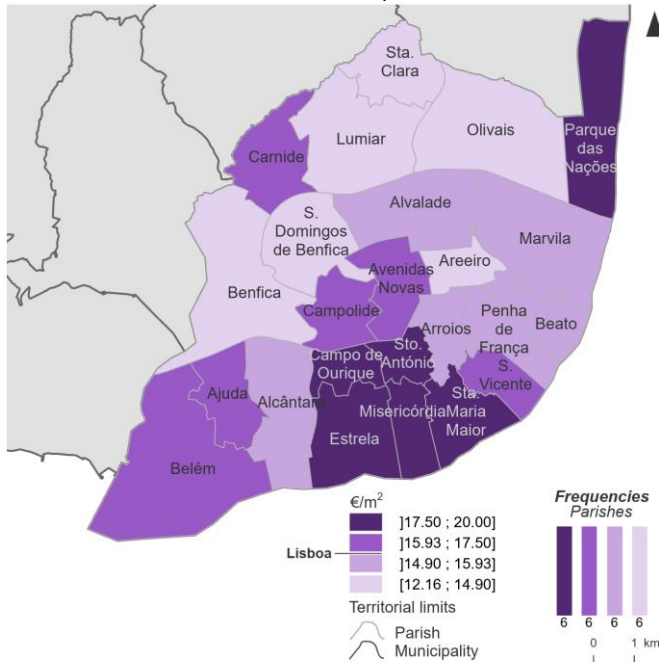 Sta.
Clara
Lumiar
Olivais
Parque
das
Nações
Carnide
Alvalade
S.
Domingos
de Benfica
Marvila
Avenidas
Novas
Areeiro
Benfica
Campolide
Arroios
Penha
de
França
Beato
Sto.
António
Campo de
Ourique
S.
Vicente
Ajuda
Alcântara
Misericórdia
Sta.
Maria
Maior
Estrela
Belém
€/m²
]17.50 ; 20.00]
]15.93 ; 17.50]
Lisboa
]14.90 ; 15.93]
[12.16 ; 14.90]
Territorial limits
Parish
Municipality
Frequencies
Parishes
6 6 6 6
0 1 km